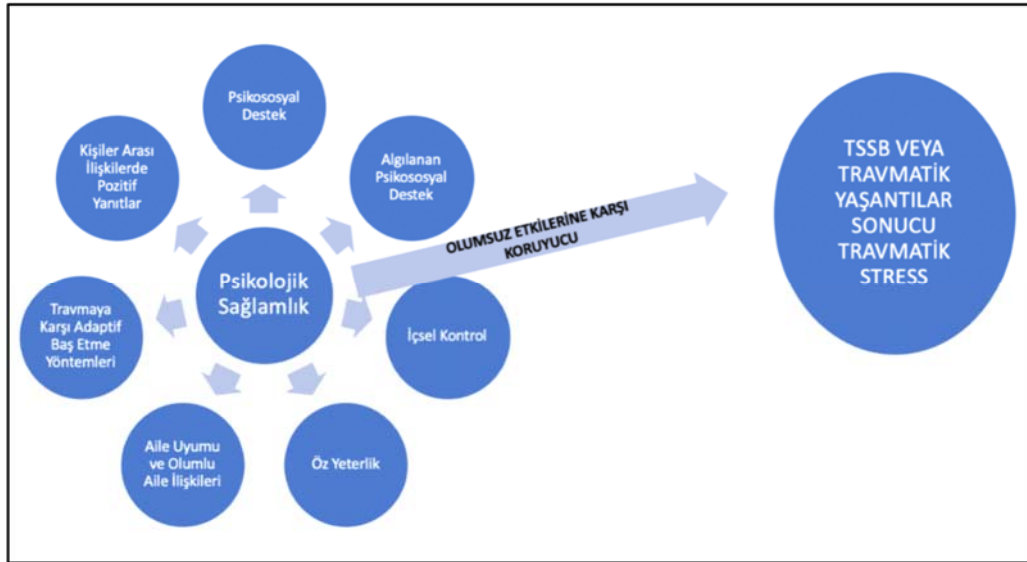 Psikososyal
Destek
Kişiler Arası
İlişkilerde
Pozitif
Yanıtlar
Algılanan
Psikososyal
Destek
TSSB VEYA
TRAVMATİK
YAŞANTILAR
SONUCU
TRAVMATİK
STRESS
OLUMSUZ ETKİLERİNE KARŞI
KORUYUCU
Psikolojik
Sağlamlık
Travmaya
Karşı Adaptif
Baş Etme
Yöntemleri
İçsel Kontrol
Aile Uyumu
ve Olumlu
Aile İlişkileri
Öz Yeterlik